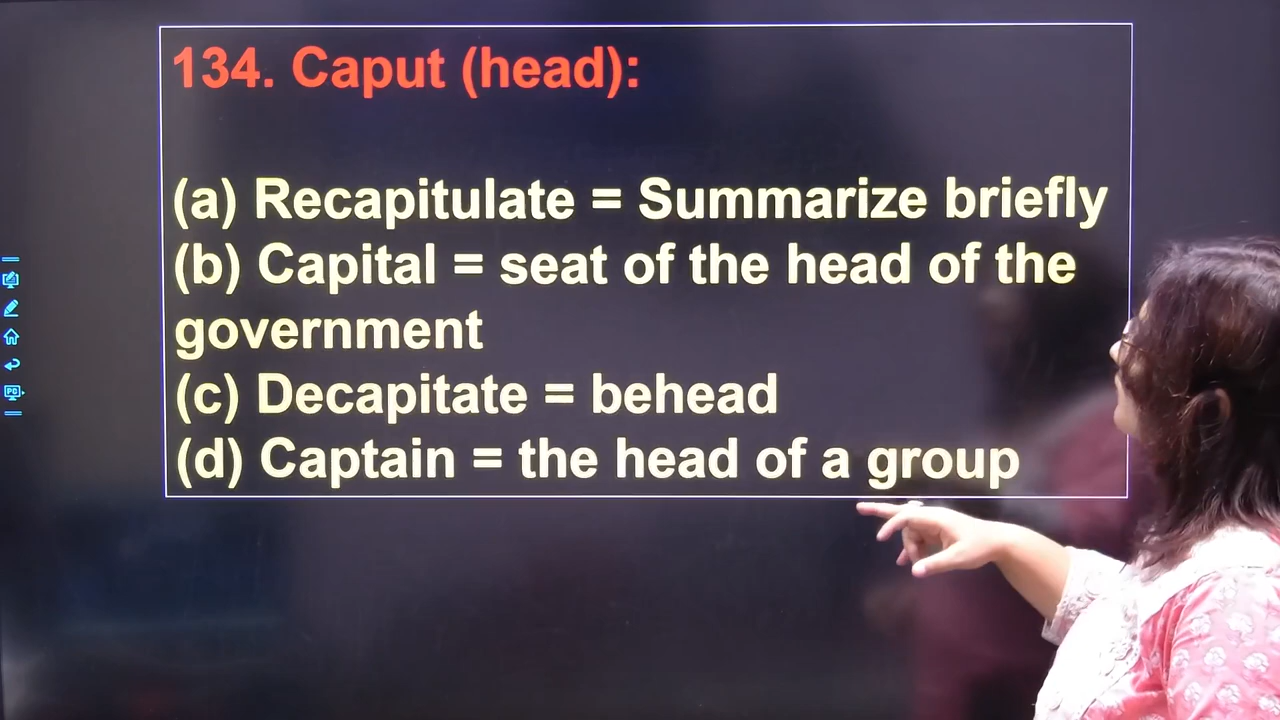 134. Caput (head):
(a) Recapitulate = Summarize briefly
(b) Capital = seat of the head of the
government
(c) Decapitate = behead
(d) Captain = the head of a group
PC